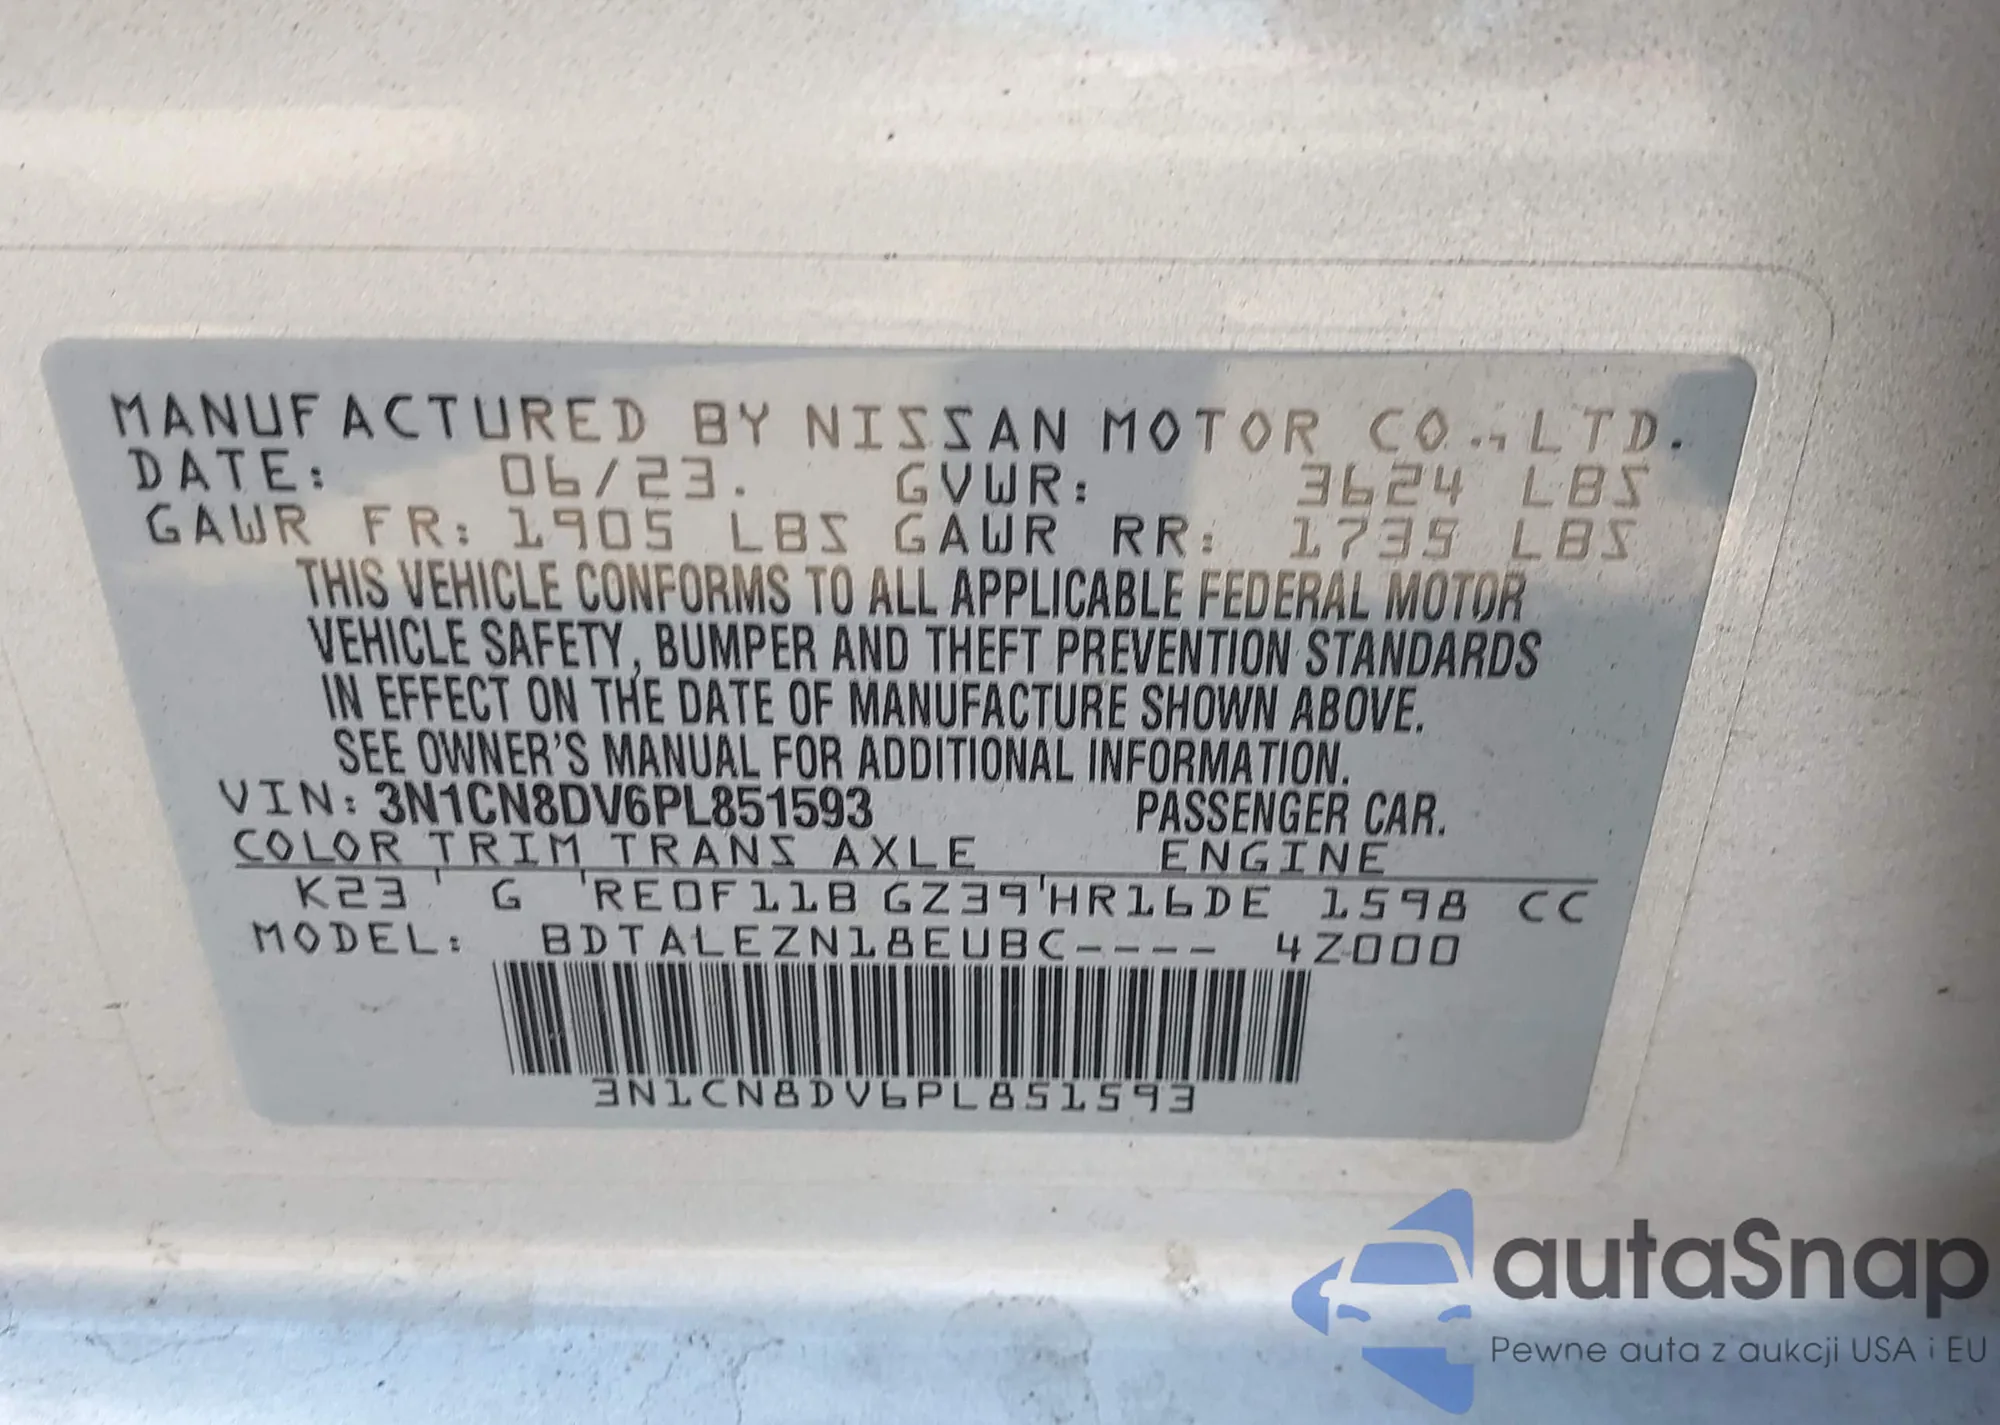 MANUFACTURED BY NISSAN MOTOR CO., LTD.
DATE: 06/23. GVWR: 3624 LBS
GAWR FR: 1905 LBS GAWR RR: 1735 LBS
THIS VEHICLE CONFORMS TO ALL APPLICABLE FEDERAL MOTOR
VEHICLE SAFETY, BUMPER AND THEFT PREVENTION STANDARDS
IN EFFECT ON THE DATE OF MANUFACTURE SHOWN ABOVE.
SEE OWNER'S MANUAL FOR ADDITIONAL INFORMATION.
VIN: 3N1CN8DV6PL851593 PASSENGER CAR.
COLOR TRIM TRANS AXLE ENGINE
K23 ' G 'RE0F11B GZ39'HR16DE 1598 CC
MODEL: BDTALEZN18EUBC---- 4Z000
3N1CN8DV6PL851593
autaSnap
Pewne auta z aukcji USA i EU